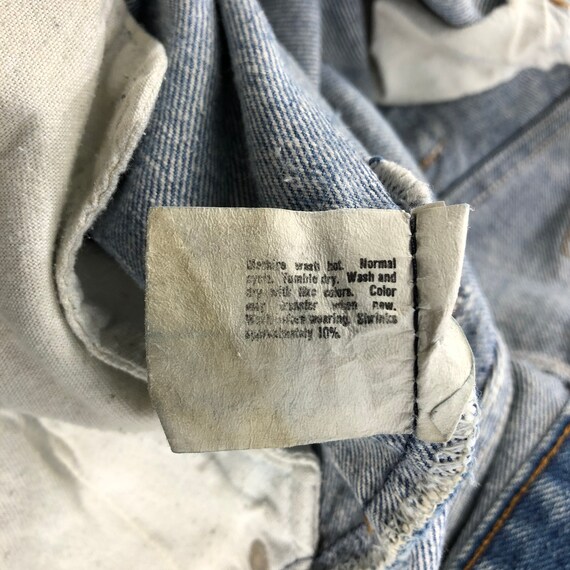 Machine wash hot. Normal
cycle. Tumble dry. Wash and
dry with like colors. Color
may transfer when new.
Wash before wearing. Shrinks
approximately 10%.